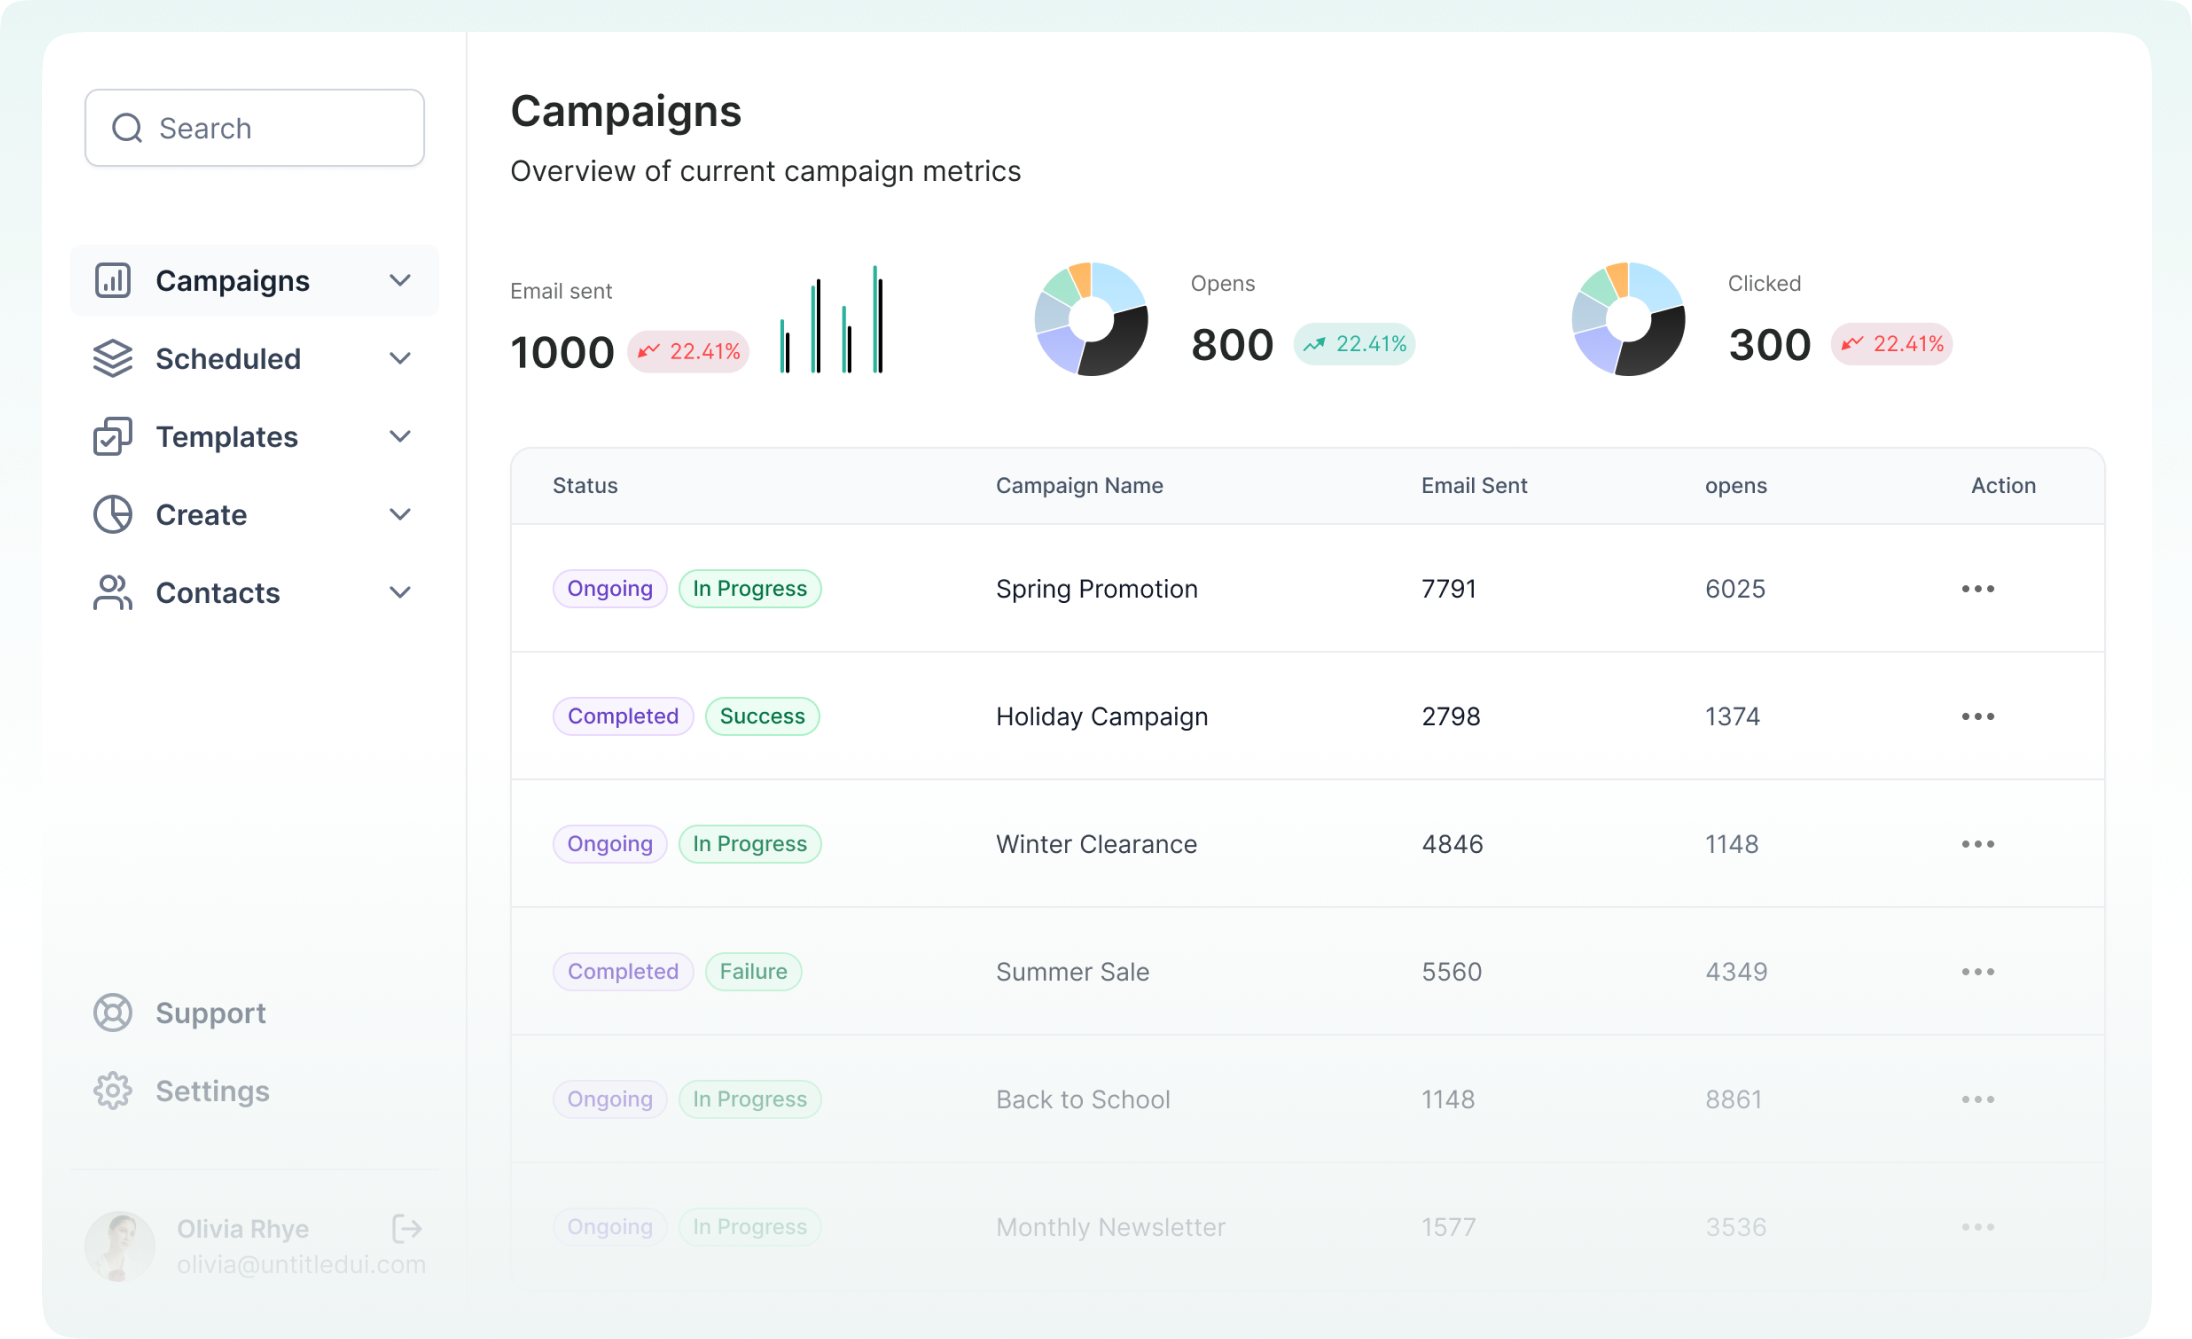 Search
Campaigns
Scheduled
Templates
Create
Contacts
Support
Settings
Olivia Rhye
olivia@untitledui.com
Campaigns
Overview of current campaign metrics
Email sent
1000 22.41%
Opens
800 22.41%
Clicked
300 22.41%
Status Campaign Name Email Sent opens Action
Ongoing In Progress Spring Promotion 7791 6025
Completed Success Holiday Campaign 2798 1374
Ongoing In Progress Winter Clearance 4846 1148
Completed Failure Summer Sale 5560 4349
Ongoing In Progress Back to School 1148 8861
Ongoing In Progress Monthly Newsletter 1577 3536